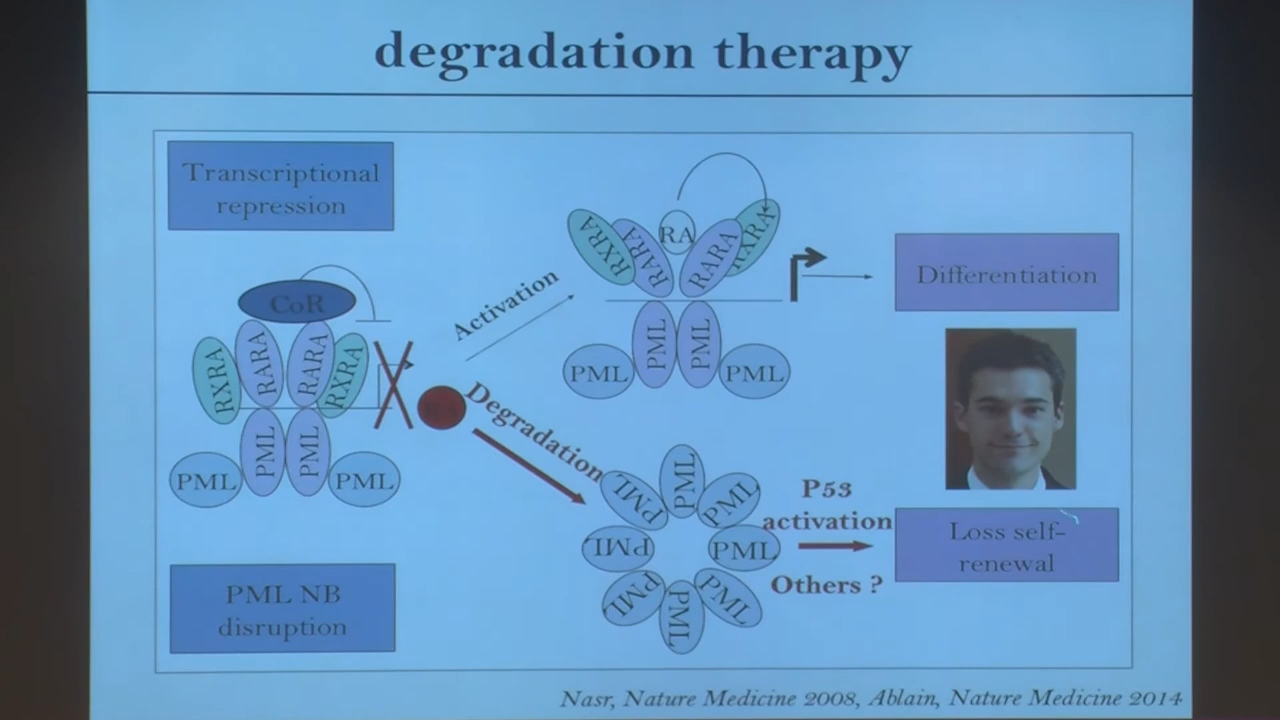 degradation therapy
Transcriptional
repression
CoR
RXRA
RARA
RARA
RXRA
PML
PML
PML
PML
PML NB
disruption
Activation
Degradation
RXRA
RARA
RA
RARA
RXRA
PML
PML
PML
PML
PML
PML
PML
PML
PML
PML
PML
PML
P53
activation
Others ?
Differentiation
Loss self-
renewal
Nasr, Nature Medicine 2008, Ablain, Nature Medicine 2014